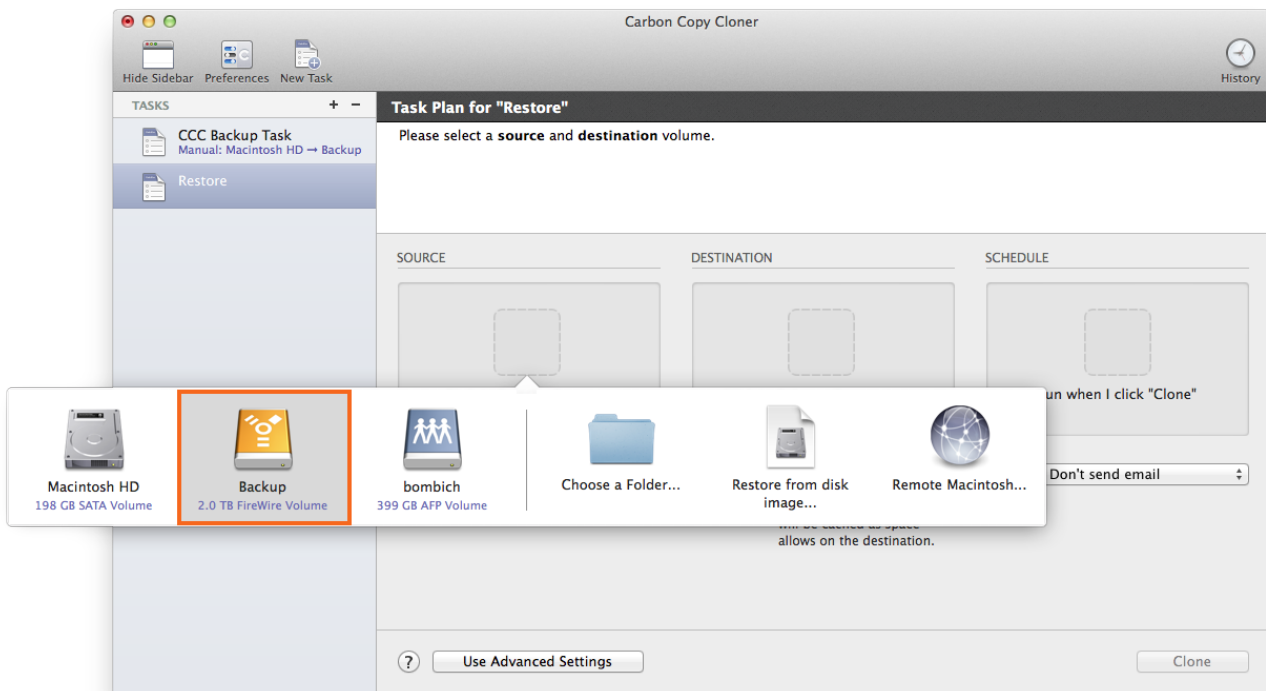 Carbon Copy Cloner
Hide Sidebar Preferences New Task
History
TASKS + −
CCC Backup Task
Manual: Macintosh HD → Backup
Restore
Task Plan for "Restore"
Please select a source and destination volume.
SOURCE
DESTINATION
SCHEDULE
un when I click "Clone"
Macintosh HD
198 GB SATA Volume
Backup
2.0 TB FireWire Volume
bombich
399 GB AFP Volume
Choose a Folder...
Restore from disk
image...
Remote Macintosh...
Don't send email
allows on the destination.
? Use Advanced Settings
Clone